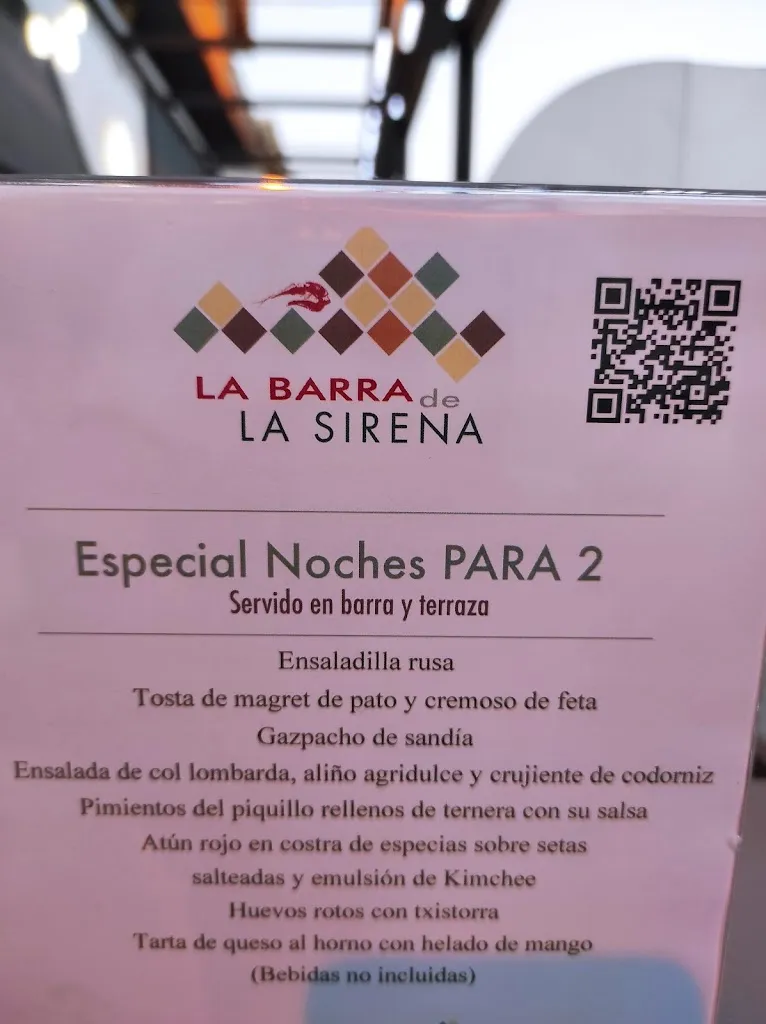 LA BARRA de
LA SIRENA
Especial Noches PARA 2
Servido en barra y terraza
Ensaladilla rusa
Tosta de magret de pato y cremoso de feta
Gazpacho de sandía
Ensalada de col lombarda, aliño agridulce y crujiente de codorniz
Pimientos del piquillo rellenos de ternera con su salsa
Atún rojo en costra de especias sobre setas
salteadas y emulsión de Kimchee
Huevos rotos con txistorra
Tarta de queso al horno con helado de mango
(Bebidas no incluidas)